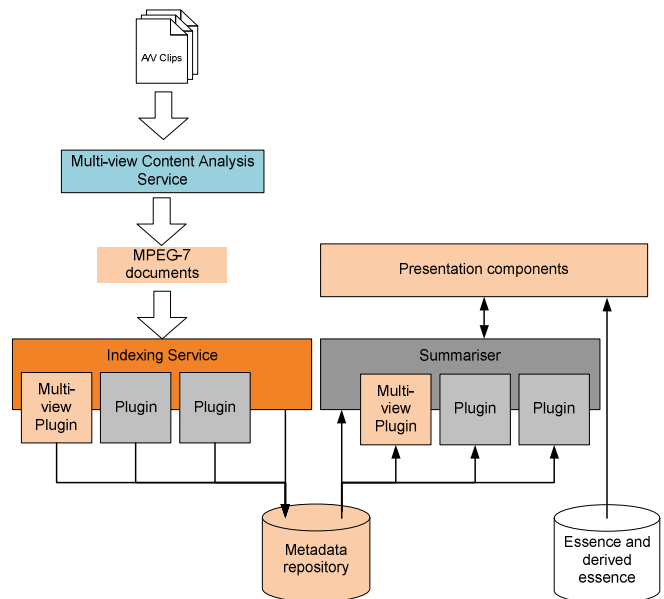 A/V Clips
Multi-view Content Analysis
Service
MPEG-7
documents
Presentation components
Indexing Service
Summariser
Multi-
view
Plugin
Plugin
Plugin
Multi-
view
Plugin
Plugin
Plugin
Metadata
repository
Essence and
derived
essence